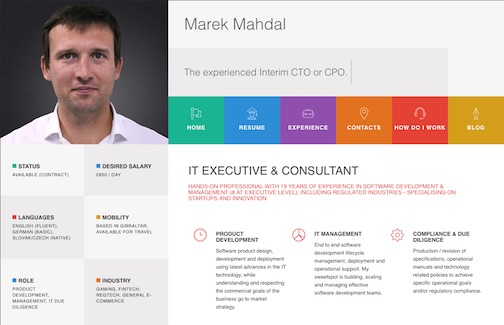 Marek Mahdal
The experienced Interim CTO or CPO.
HOME
RESUME
EXPERIENCE
CONTACTS
HOW DO I WORK
BLOG
STATUS
AVAILABLE (CONTRACT)
DESIRED SALARY
£850 / DAY
LANGUAGES
ENGLISH (FLUENT),
GERMAN (BASIC),
SLOVAK/CZECH (NATIVE)
MOBILITY
BASED IN GIBRALTAR,
AVAILABLE FOR TRAVEL
ROLE
PRODUCT
DEVELOPMENT,
MANAGEMENT, IT DUE
DILIGENCE
INDUSTRY
GAMING, FINTECH,
REGTECH, GENERAL E-
COMMERCE
IT EXECUTIVE & CONSULTANT
HANDS-ON PROFESSIONAL WITH 19 YEARS OF EXPERIENCE IN SOFTWARE DEVELOPMENT &
MANAGEMENT (8 AT EXECUTIVE LEVEL) INCLUDING REGULATED INDUSTRIES - SPECIALISING ON
STARTUPS AND INNOVATION.
PRODUCT
DEVELOPMENT
Software product design,
development and deployment
using latest advances in the IT
technology, while
understanding and respecting
the commercial goals of the
business go to market
strategy.
IT MANAGEMENT
End to end software
development lifecycle
management, deployment and
operational support. My
sweetspot is building, scaling
and managing effective
software development teams.
COMPLIANCE & DUE
DILIGENCE
Production / revision of
specifications, operational
manuals and technology
related policies to achieve
specific operational goals
and/or regulatory compliance.